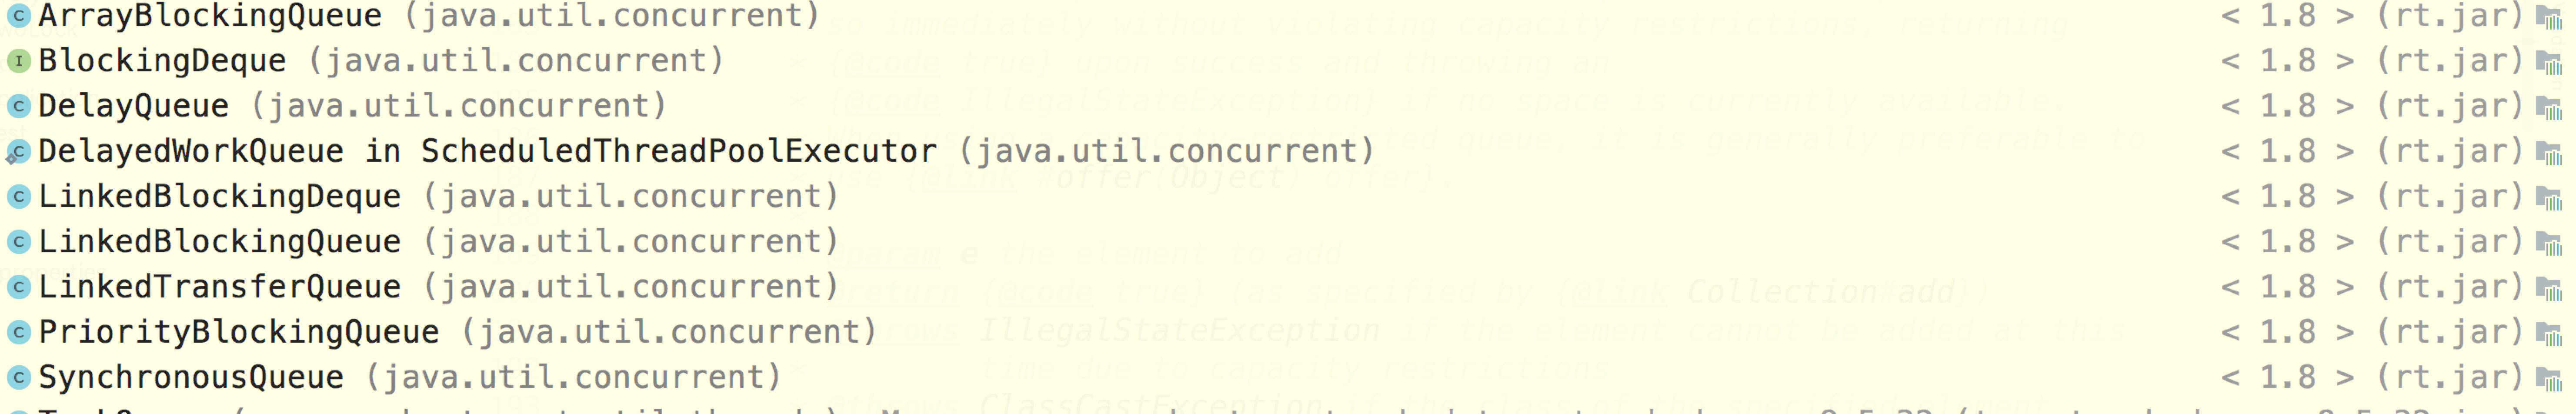 C ArrayBlockingQueue (java.util.concurrent) < 1.8 > (rt.jar)
I BlockingDeque (java.util.concurrent) < 1.8 > (rt.jar)
C DelayQueue (java.util.concurrent) < 1.8 > (rt.jar)
C DelayedWorkQueue in ScheduledThreadPoolExecutor (java.util.concurrent) < 1.8 > (rt.jar)
C LinkedBlockingDeque (java.util.concurrent) < 1.8 > (rt.jar)
C LinkedBlockingQueue (java.util.concurrent) < 1.8 > (rt.jar)
C LinkedTransferQueue (java.util.concurrent) < 1.8 > (rt.jar)
C PriorityBlockingQueue (java.util.concurrent) < 1.8 > (rt.jar)
C SynchronousQueue (java.util.concurrent) < 1.8 > (rt.jar)